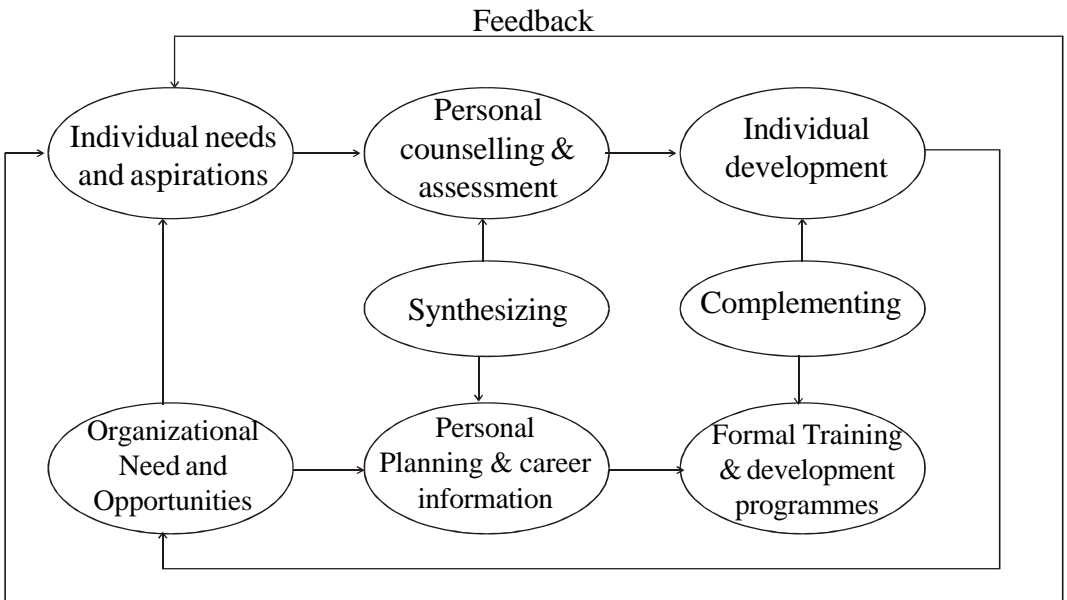 Feedback
Individual needs
and aspirations
Personal
counselling &
assessment
Individual
development
Synthesizing
Complementing
Organizational
Need and
Opportunities
Personal
Planning & career
information
Formal Training
& development
programmes